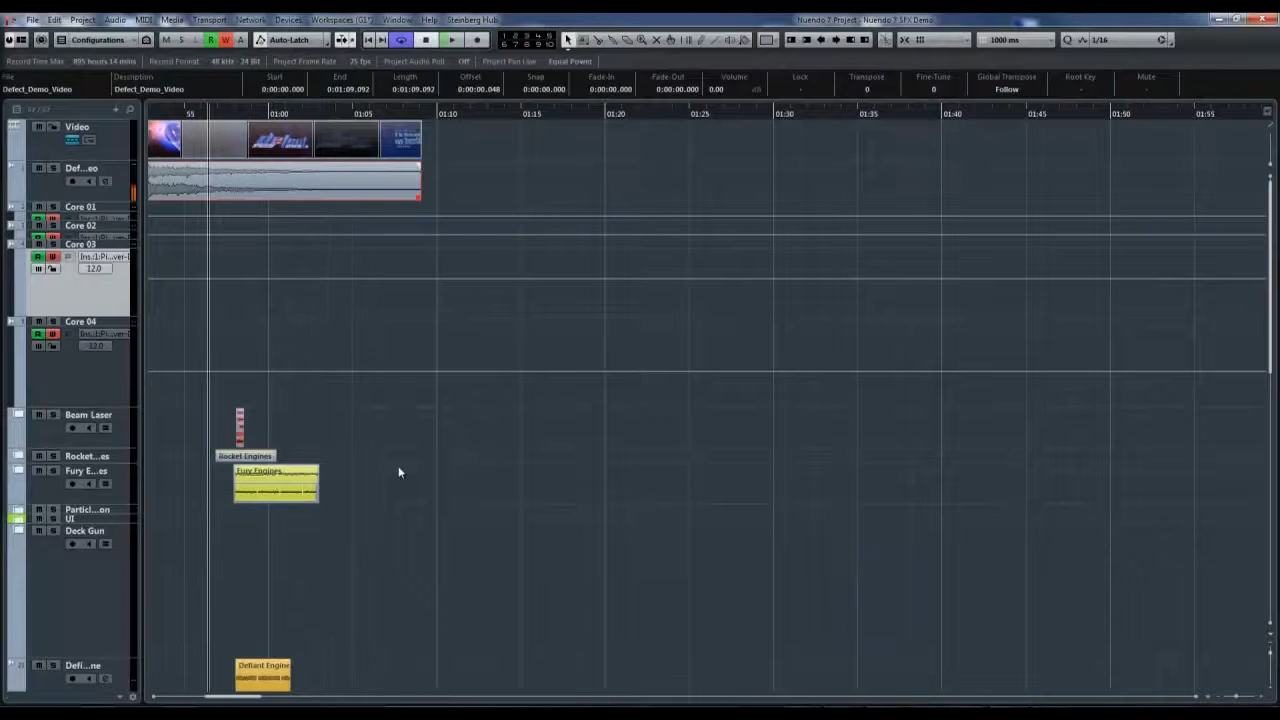 File Edit Project Audio MIDI Media Transport Network Devices Workspaces (G1*) Window Help Steinberg Hub Nuendo 7 Project - Nuendo 7 SFX Demo
Configurations M S L R W A Auto-Latch 1000 ms Q 1/16
Record Time Max 895 hours 14 mins Record Format 48 kHz - 24 Bit Project Frame Rate 25 fps Project Audio Pull Off Project Pan Law Equal Power
File Description Start End Length Offset Snap Fade-In Fade-Out Volume Lock Transpose Fine-Tune Global Transpose Root Key Mute
Defect_Demo_Video Defect_Demo_Video 0:00:00.000 0:01:09.092 0:01:09.092 0:00:00.048 0:00:00.000 0:00:00.000 0:00:00.000 0.00 dB - 0 0 Follow - -
55 01:00 01:05 01:10 01:15 01:20 01:25 01:30 01:35 01:40 01:45 01:50 01:55
Video
Def...eo
Core 01
Core 02
Core 03
12.0
Core 04
-12.0
Beam Laser
Rocket...es Rocket Engines
Fury E...es Fury Engines
Particl...on
UI
Deck Gun
Defi...ne Defiant Engine